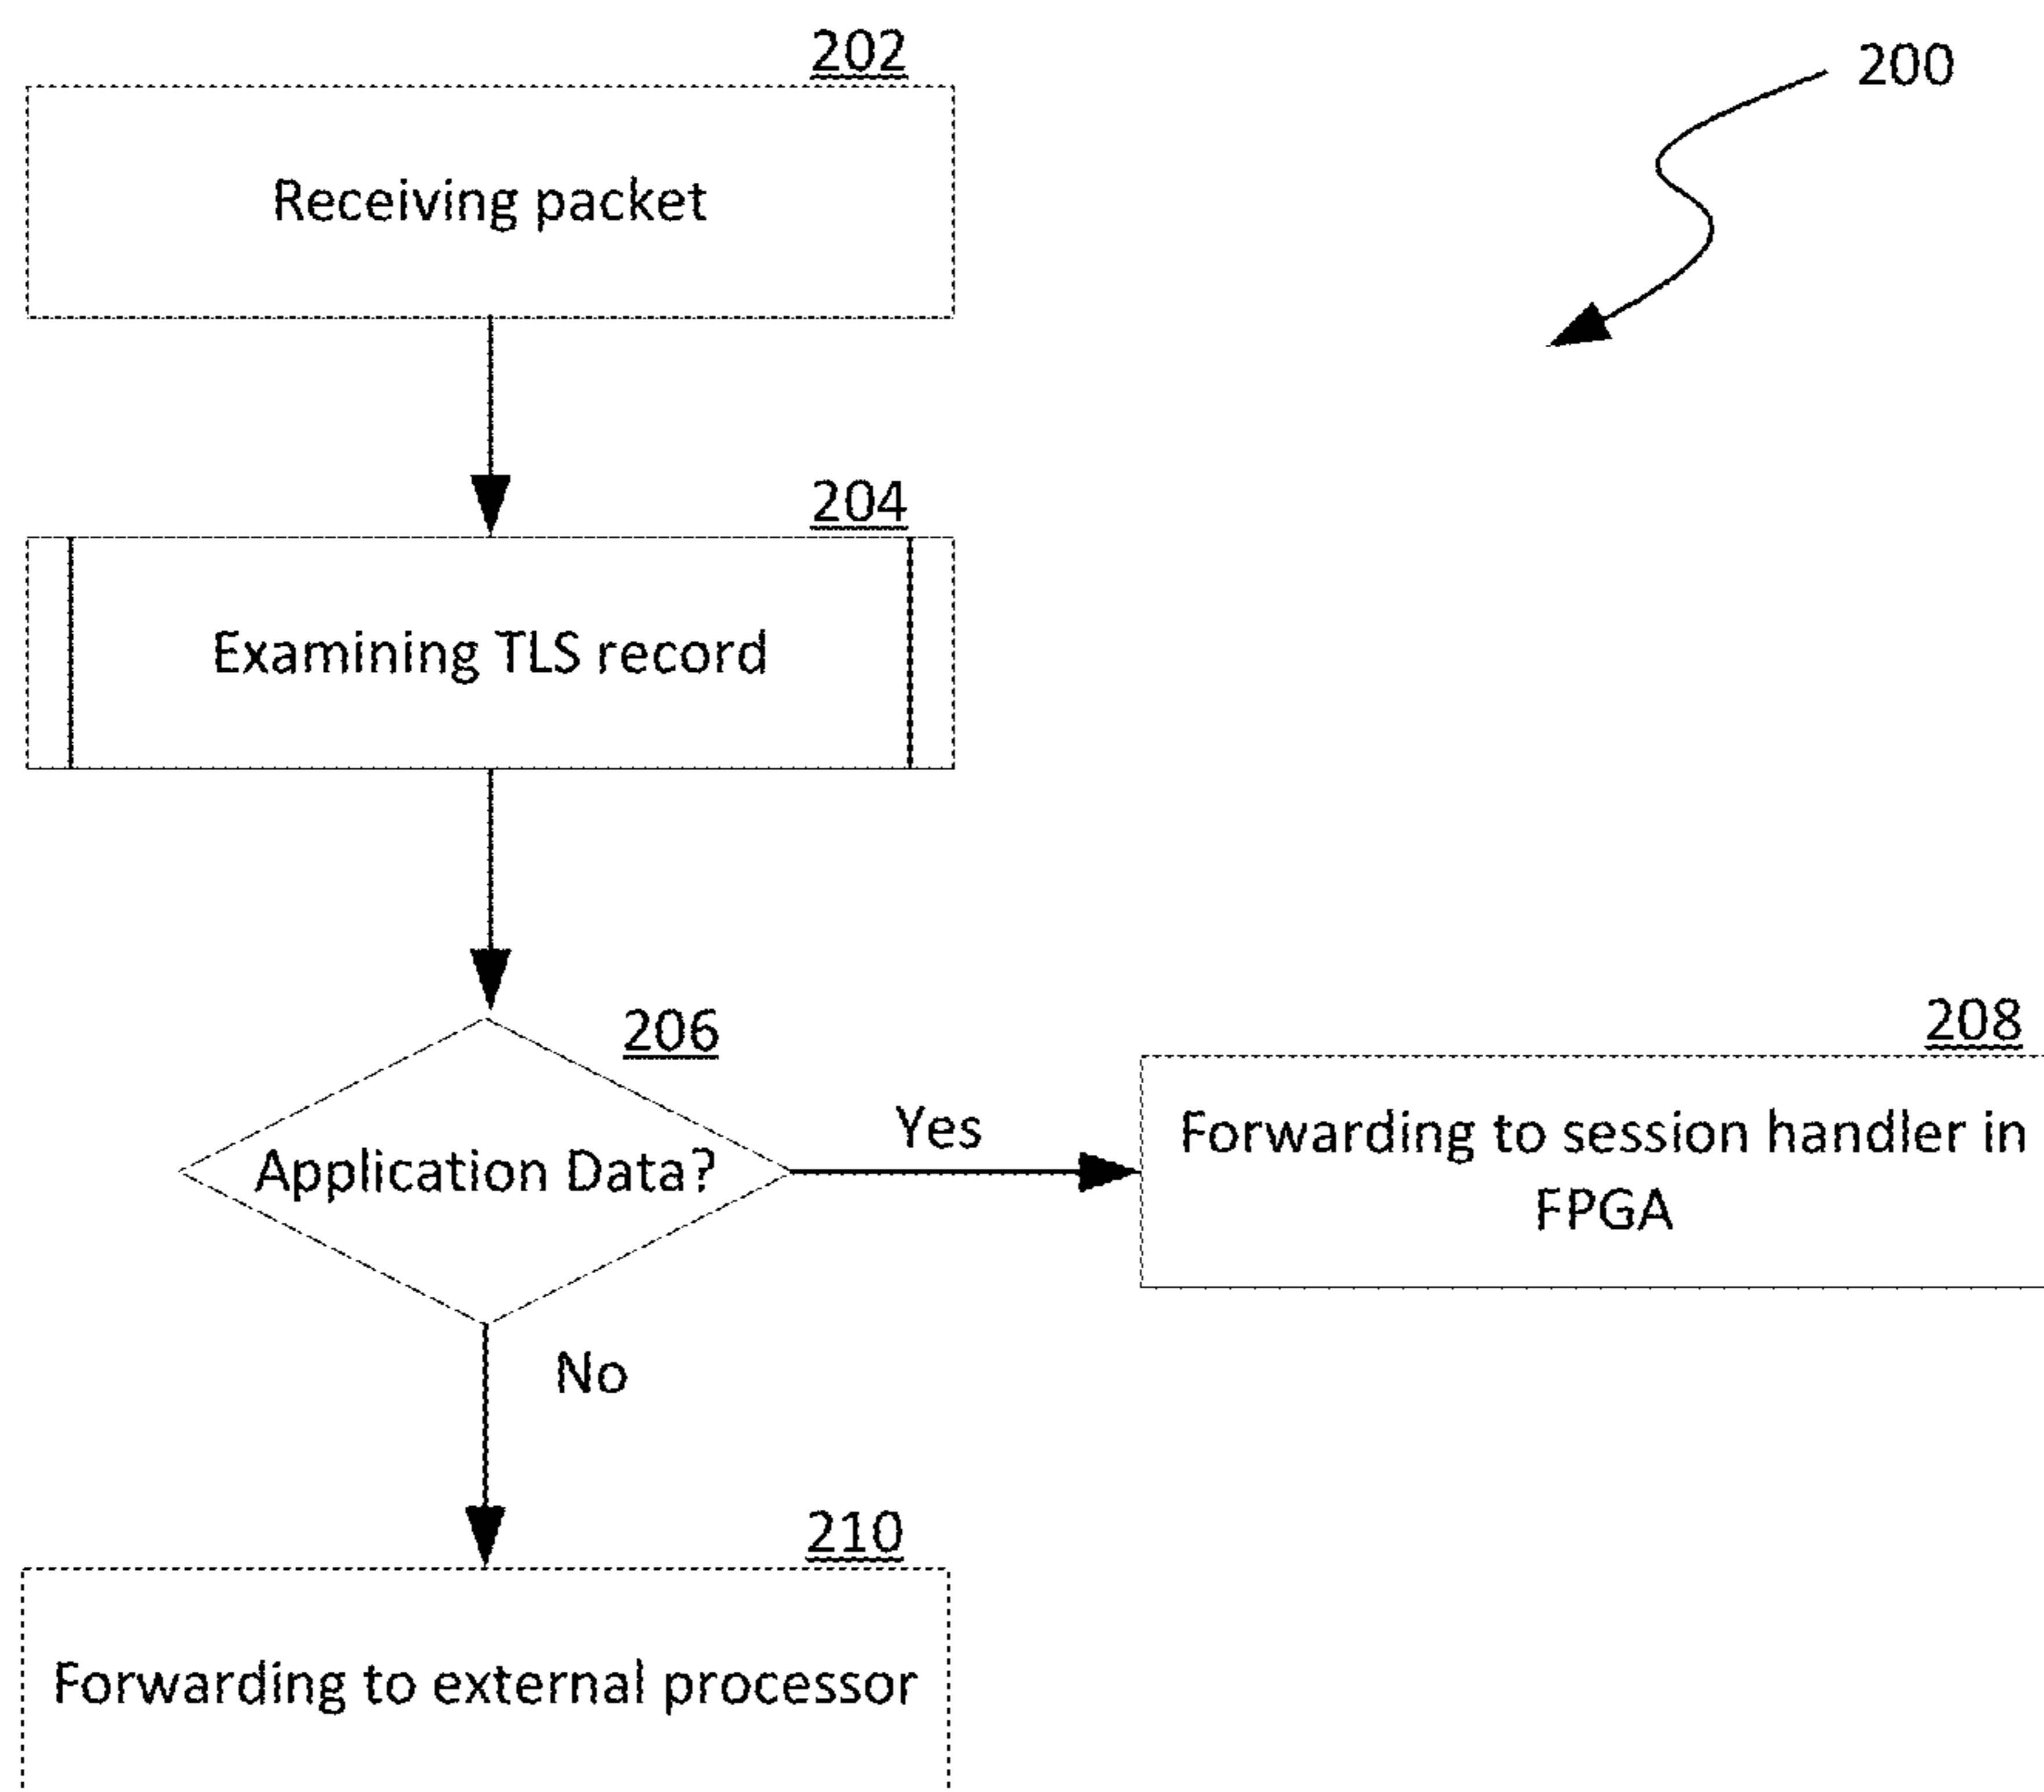 202
200
Receiving packet
204
Examining TLS record
206
Application Data?
Yes
208
Forwarding to session handler in
FPGA
No
210
Forwarding to external processor